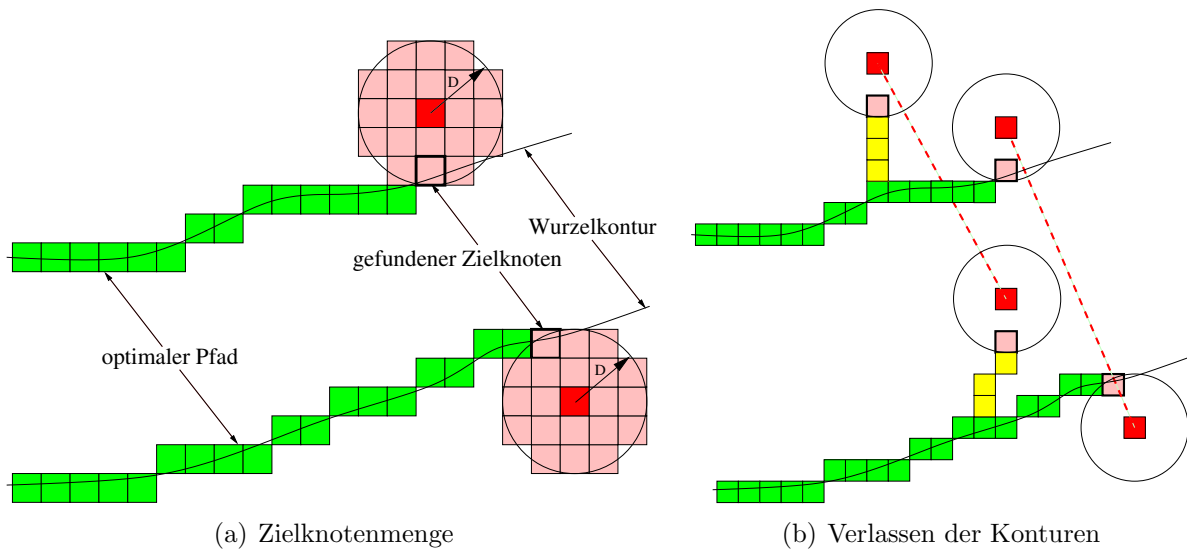 D
Wurzelkontur
gefundener Zielknoten
optimaler Pfad
D
(a) Zielknotenmenge
(b) Verlassen der Konturen